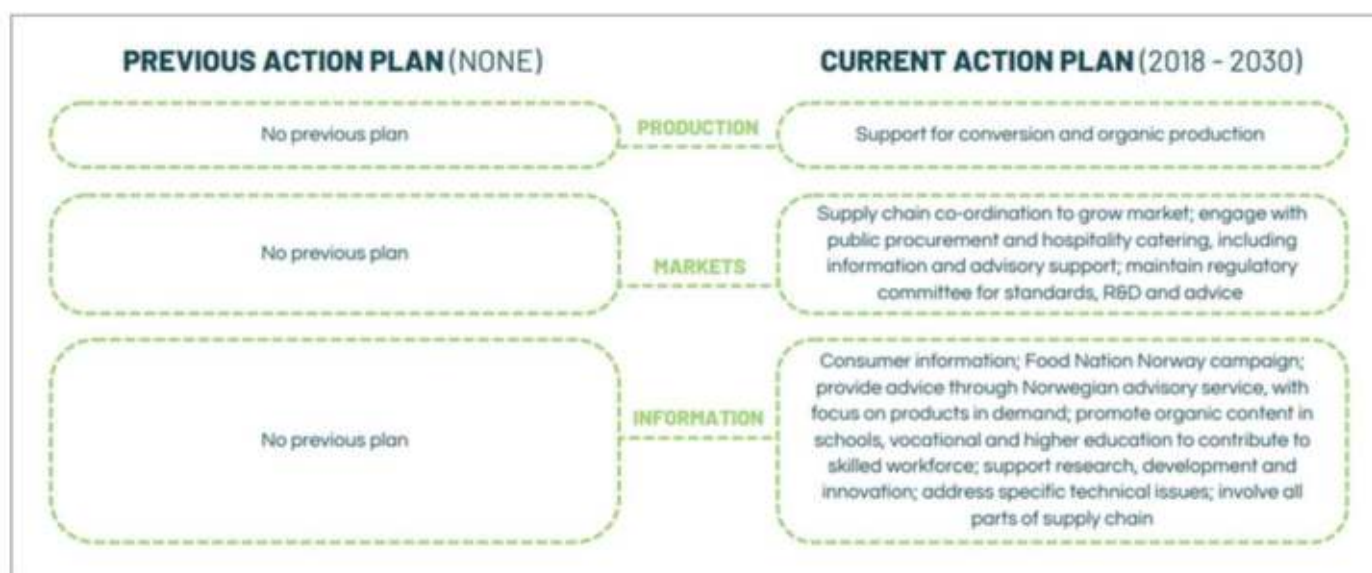 PREVIOUS ACTION PLAN (NONE)
CURRENT ACTION PLAN (2018 - 2030)
No previous plan
PRODUCTION
Support for conversion and organic production
No previous plan
MARKETS
Supply chain co-ordination to grow market; engage with
public procurement and hospitality catering, including
information and advisory support; maintain regulatory
committee for standards, R&D and advice
No previous plan
INFORMATION
Consumer information; Food Nation Norway campaign;
provide advice through Norwegian advisory service, with
focus on products in demand; promote organic content in
schools, vocational and higher education to contribute to
skilled workforce; support research, development and
innovation; address specific technical issues; involve all
parts of supply chain